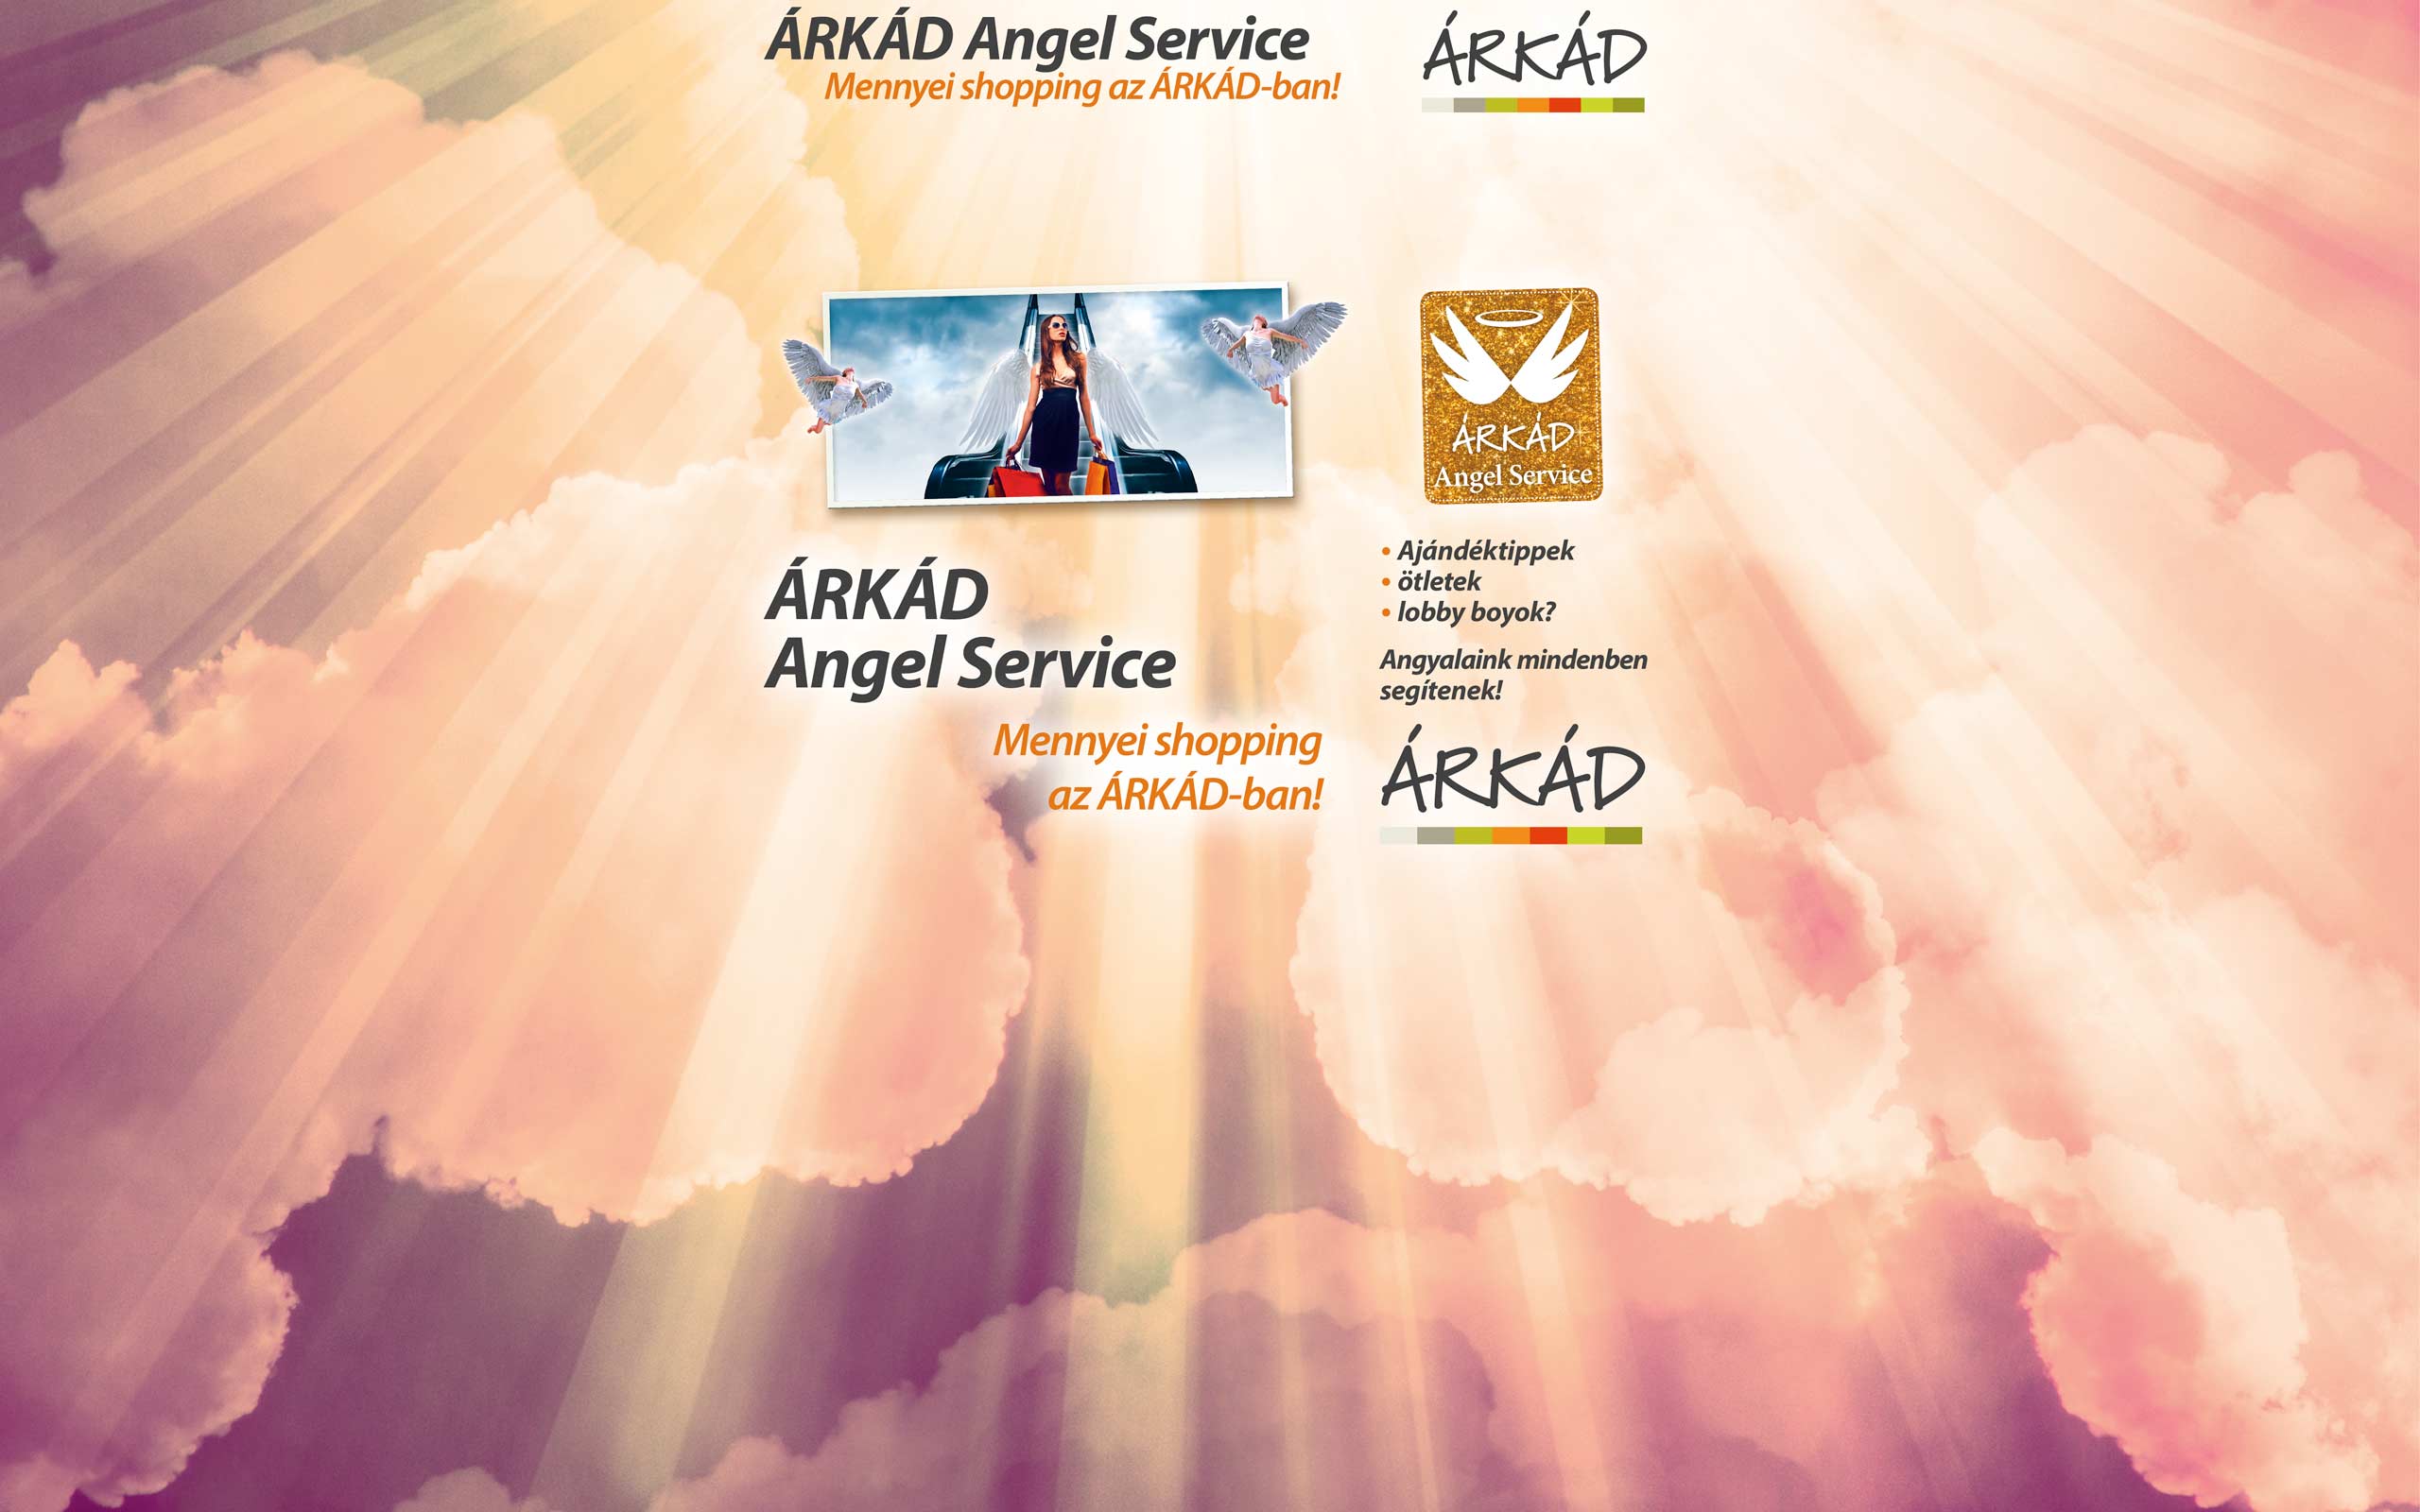 ÁRKÁD Angel Service
Mennyei shopping az ÁRKÁD-ban!
ÁRKÁD
ÁRKÁD
Angel Service
ÁRKÁD
Angel Service
Mennyei shopping
az ÁRKÁD-ban!
• Ajándéktippek
• ötletek
• lobby boyok?
Angyalaink mindenben
segítenek!
ÁRKÁD